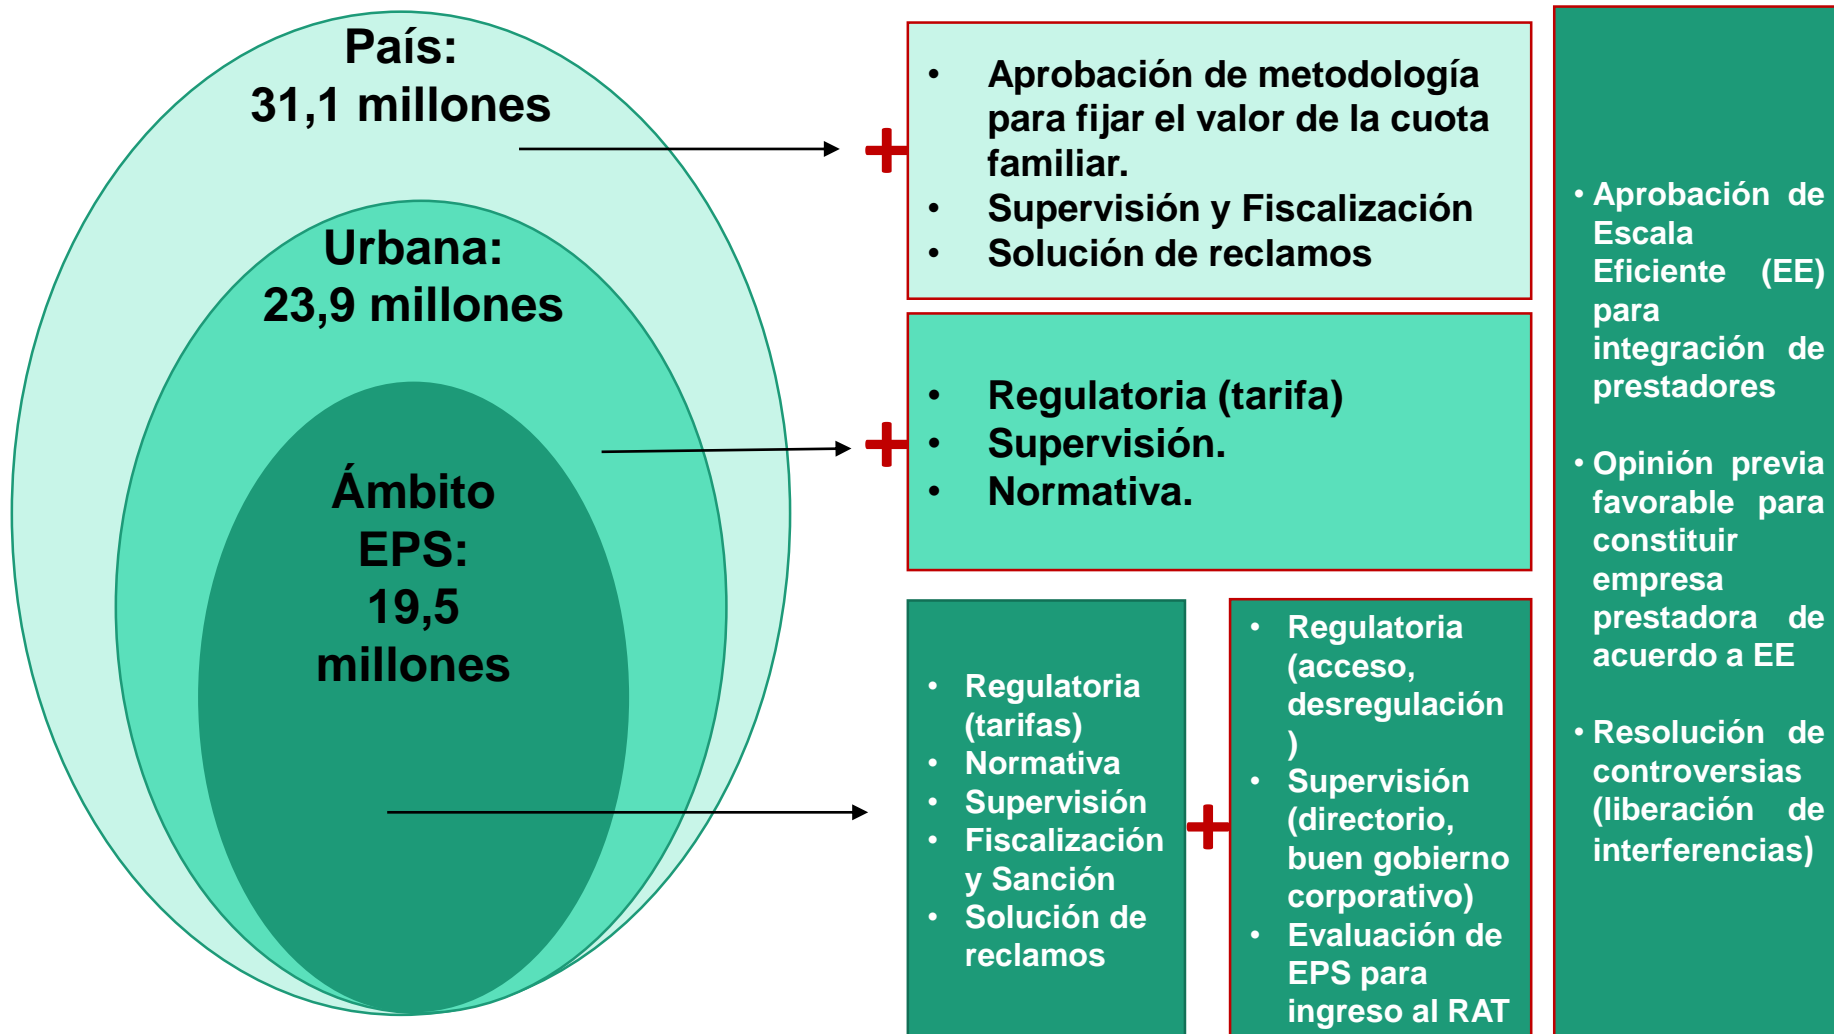 País:
31,1 millones
Urbana:
23,9 millones
Ámbito
EPS:
19,5
millones
+
• Aprobación de metodología
para fijar el valor de la cuota
familiar.
• Supervisión y Fiscalización
• Solución de reclamos
+
• Regulatoria (tarifa)
• Supervisión.
• Normativa.
• Regulatoria
(tarifas)
• Normativa
• Supervisión
• Fiscalización
y Sanción
• Solución de
reclamos
+
• Regulatoria
(acceso,
desregulación
)
• Supervisión
(directorio,
buen gobierno
corporativo)
• Evaluación de
EPS para
ingreso al RAT
• Aprobación de
Escala
Eficiente (EE)
para
integración de
prestadores
• Opinión previa
favorable para
constituir
empresa
prestadora de
acuerdo a EE
• Resolución de
controversias
(liberación de
interferencias)